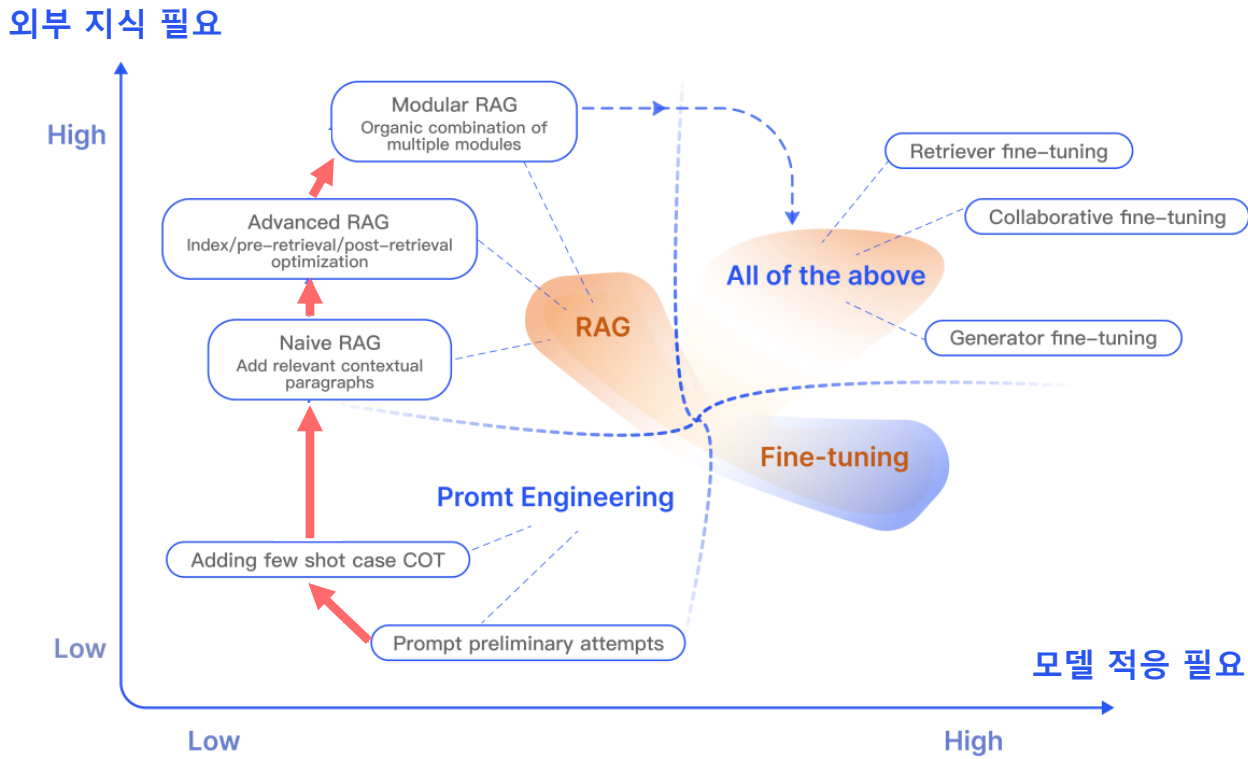 외부 지식 필요
High
Modular RAG
Organic combination of
multiple modules
Retriever fine-tuning
Advanced RAG
Index/pre-retrieval/post-retrieval
optimization
Collaborative fine-tuning
All of the above
RAG
Naive RAG
Add relevant contextual
paragraphs
Generator fine-tuning
Fine-tuning
Promt Engineering
Adding few shot case COT
Prompt preliminary attempts
Low
모델 적응 필요
Low
High